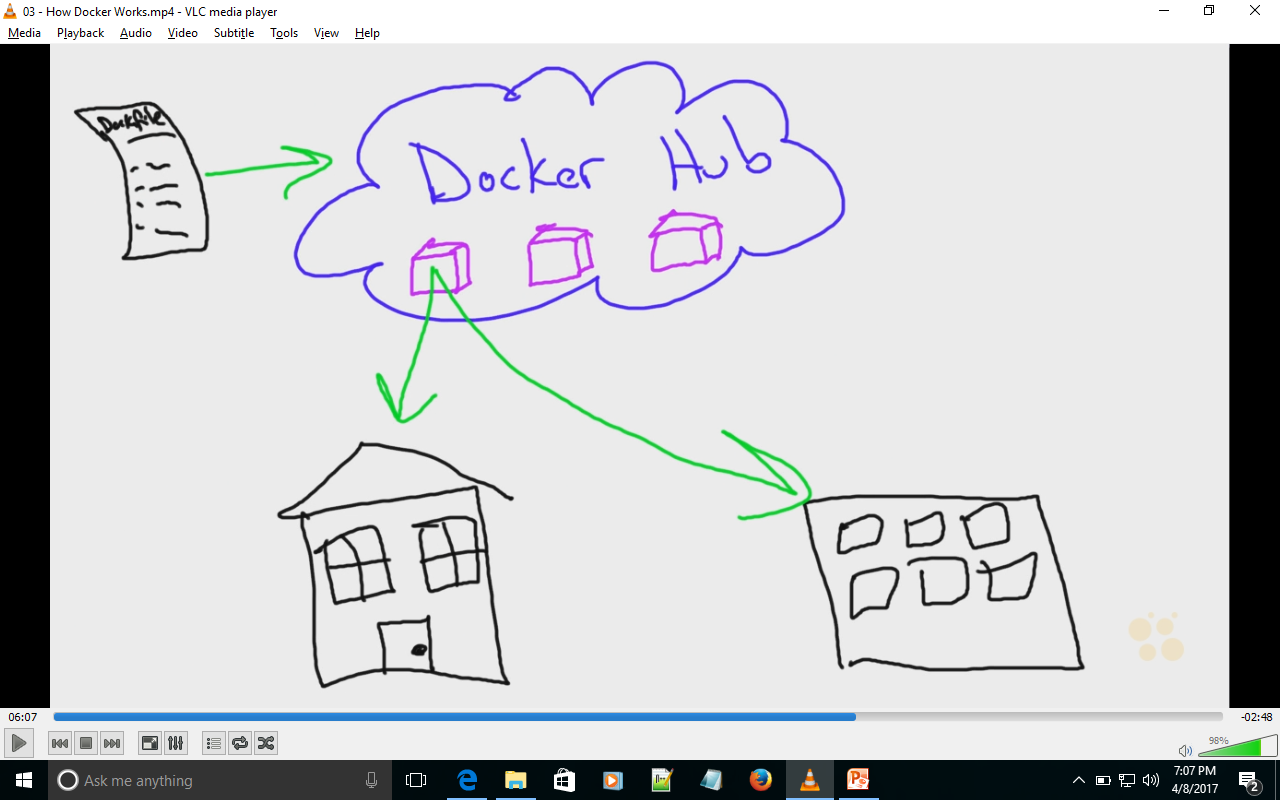 03 - How Docker Works.mp4 - VLC media player
Media Playback Audio Video Subtitle Tools View Help
Dockfile
Docker Hub
06:07
-02:48
98%
Ask me anything
7:07 PM
4/8/2017
2